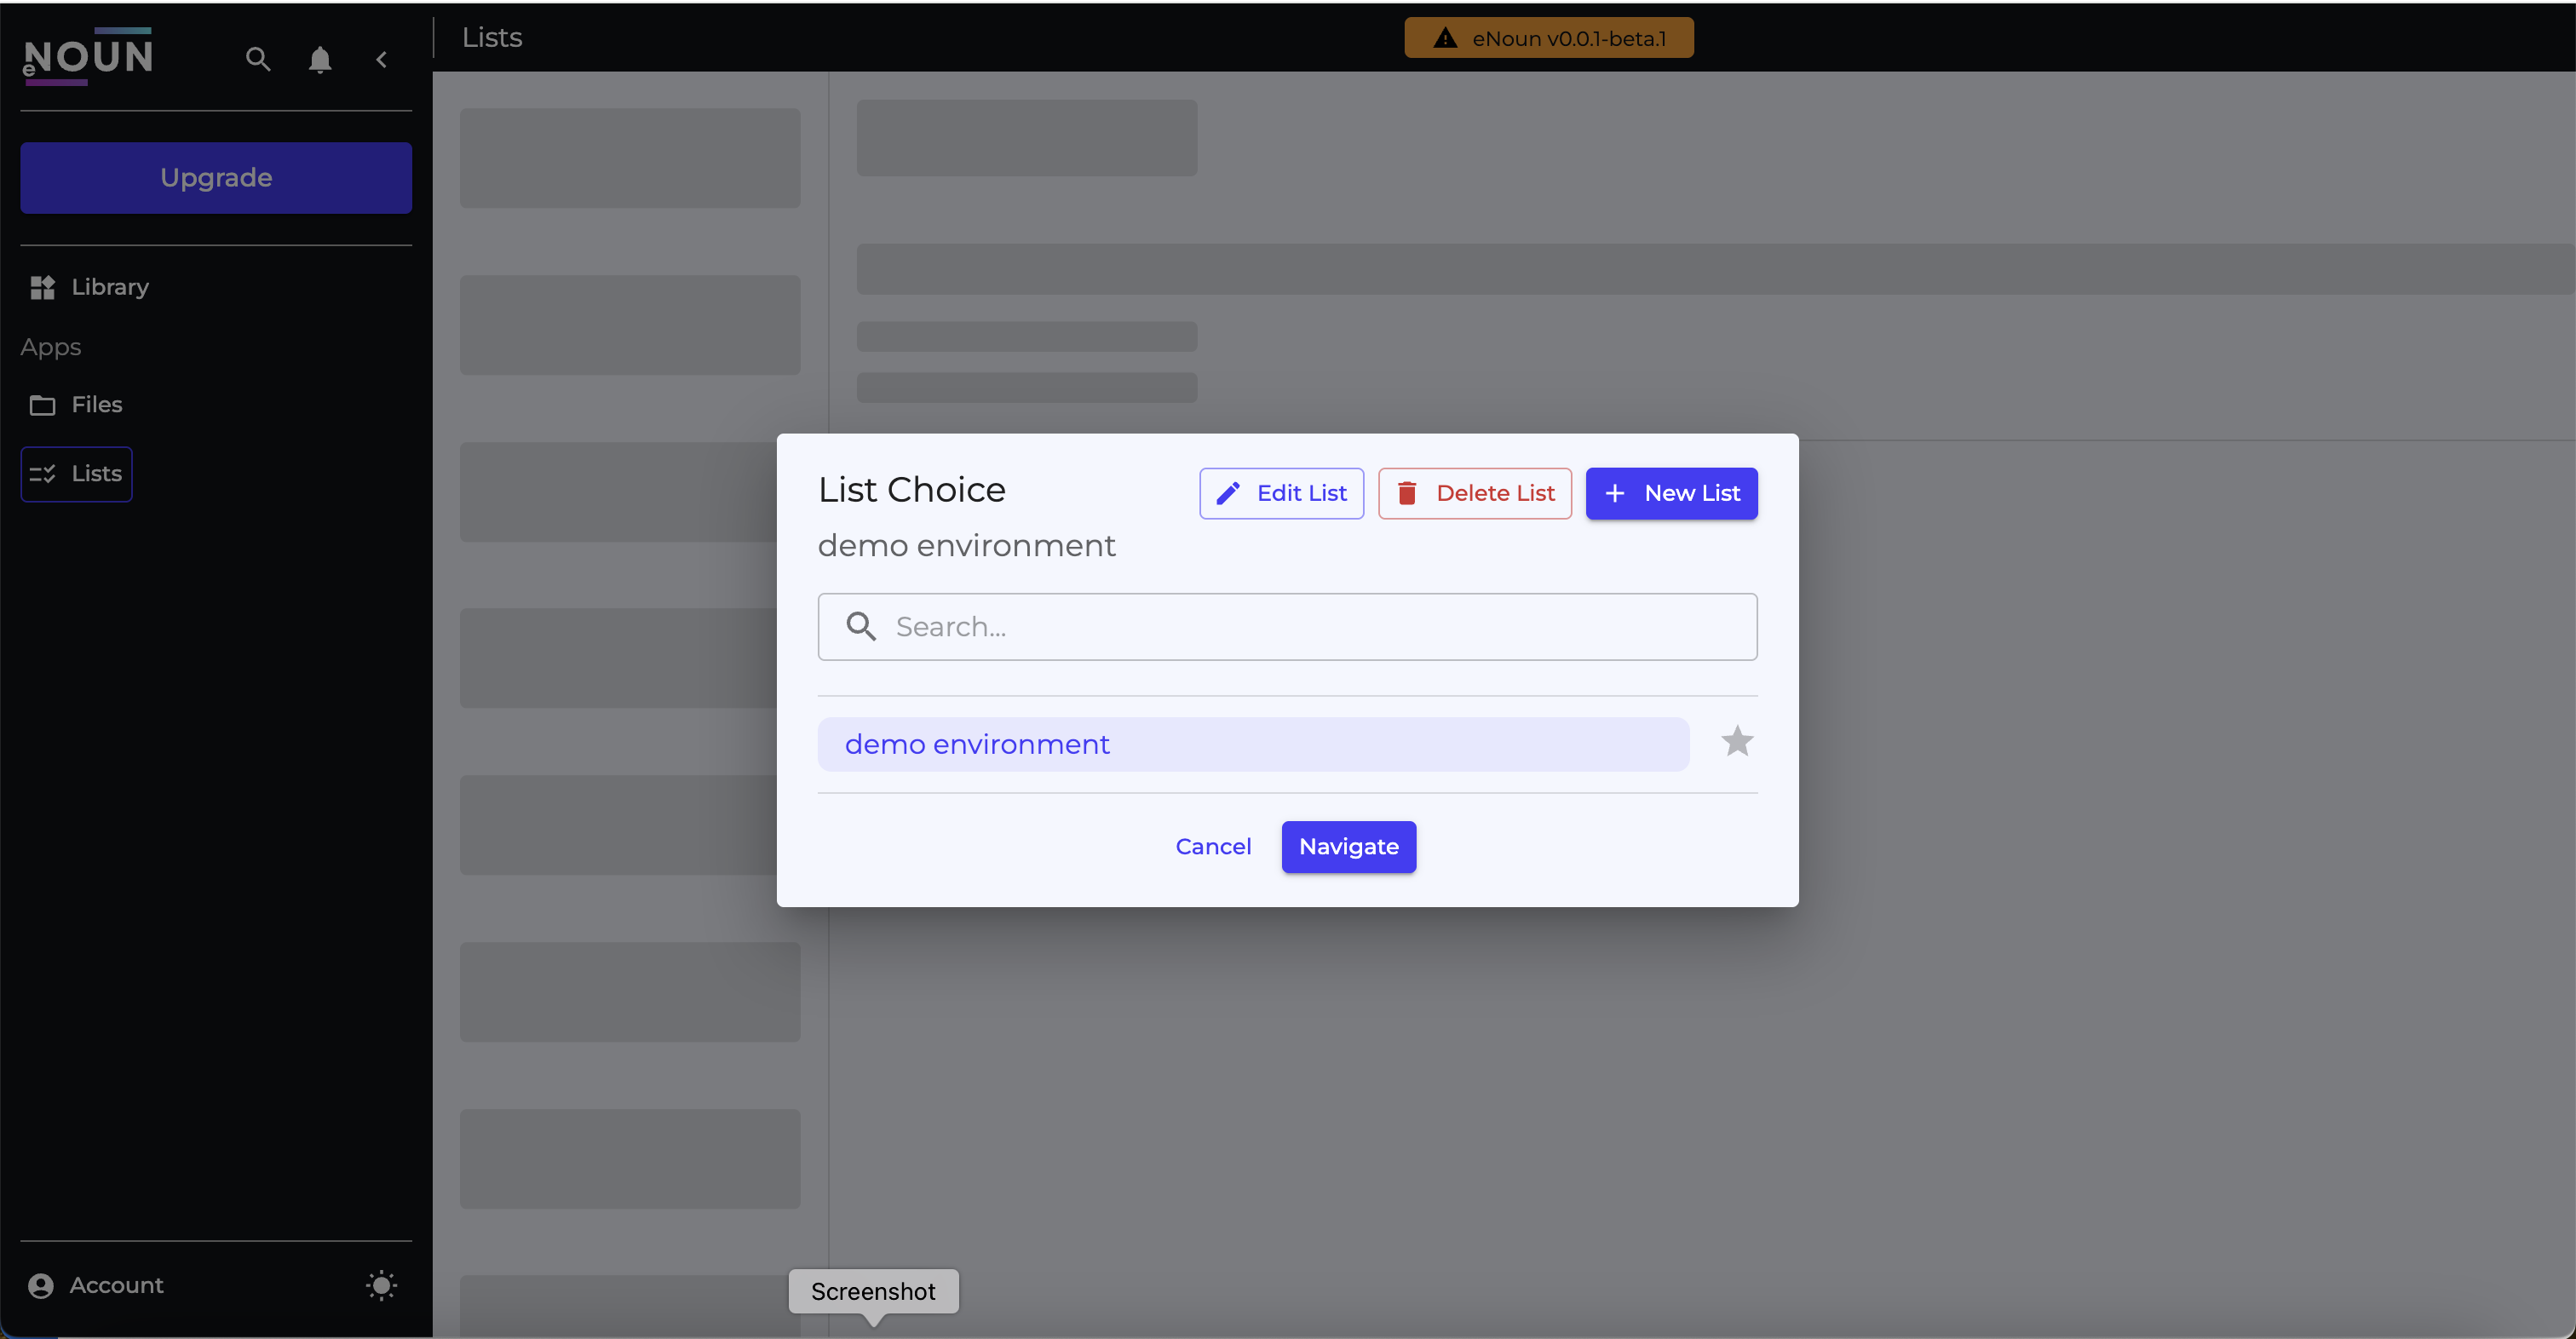 eNOUN
Upgrade
Library
Apps
Files
Lists
Account
Lists
eNoun v0.0.1-beta.1
List Choice
Edit List
Delete List
New List
demo environment
Search...
demo environment
Cancel
Navigate
Screenshot